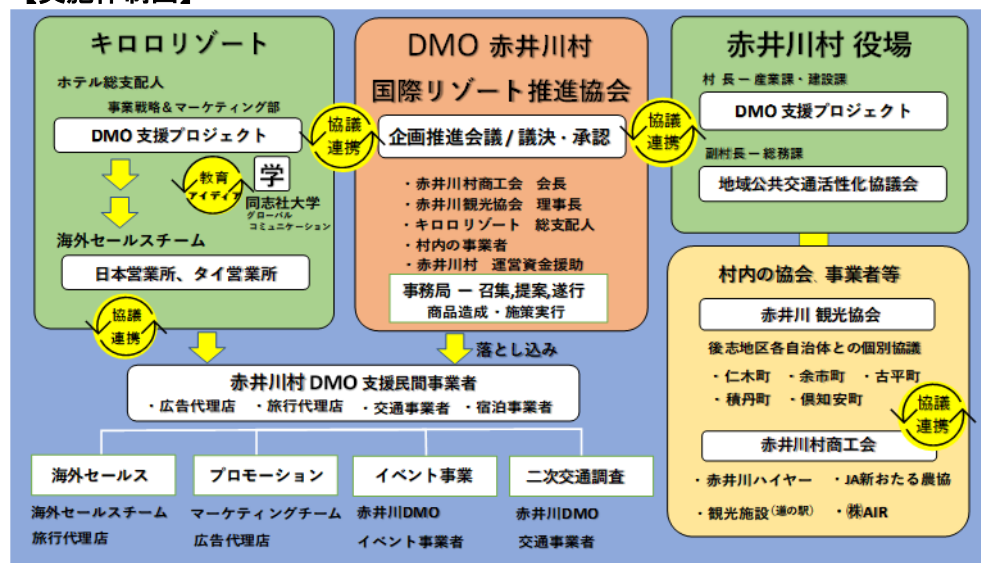 【実施体制図】
キロロリゾート
ホテル総支配人
事業戦略&マーケティング部
DMO 支援プロジェクト
教育
アイディア
学
同志社大学
グローバル
コミュニケーション
海外セールスチーム
日本営業所、タイ営業所
協議
連携
協議
連携
DMO 赤井川村
国際リゾート推進協会
企画推進会議 / 議決・承認
・赤井川村商工会 会長
・赤井川観光協会 理事長
・キロロリゾート 総支配人
・村内の事業者
・赤井川村 運営資金援助
事務局 ー 召集,提案,遂行
商品造成・施策実行
協議
連携
赤井川村 役場
村 長 ー 産業課・建設課
DMO 支援プロジェクト
副村長 ー 総務課
地域公共交通活性化協議会
村内の協会、事業者等
赤井川 観光協会
後志地区各自治体との個別協議
・仁木町 ・余市町 ・古平町
・積丹町 ・倶知安町
協議
連携
赤井川村商工会
・赤井川ハイヤー ・JA新おたる農協
・観光施設(道の駅) ・㈱AIR
落とし込み
赤井川村 DMO 支援民間事業者
・広告代理店 ・旅行代理店 ・交通事業者 ・宿泊事業者
海外セールス
海外セールスチーム
旅行代理店
プロモーション
マーケティングチーム
広告代理店
イベント事業
赤井川DMO
イベント事業者
二次交通調査
赤井川DMO
交通事業者